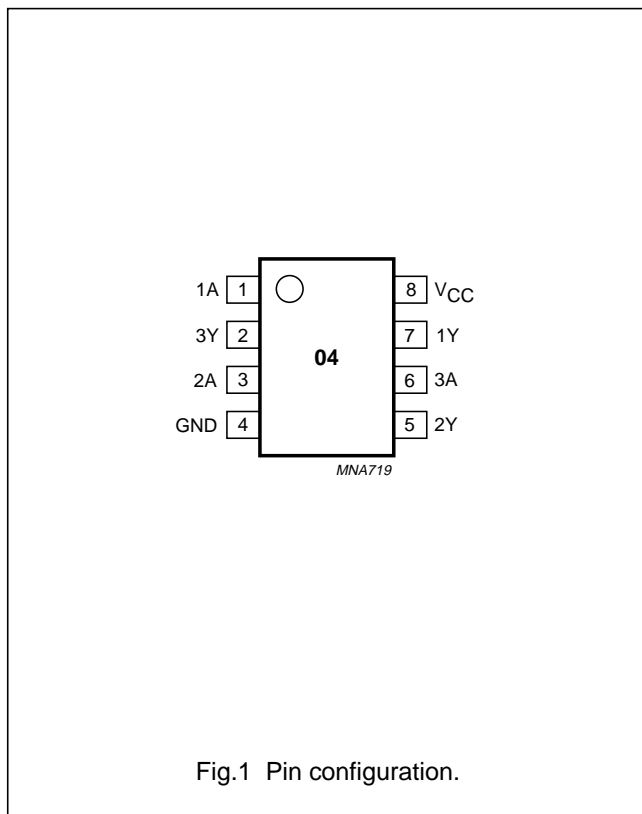 1A 1 8 VCC
3Y 2 7 1Y
04
2A 3 6 3A
GND 4 5 2Y
MNA719
Fig.1 Pin configuration.